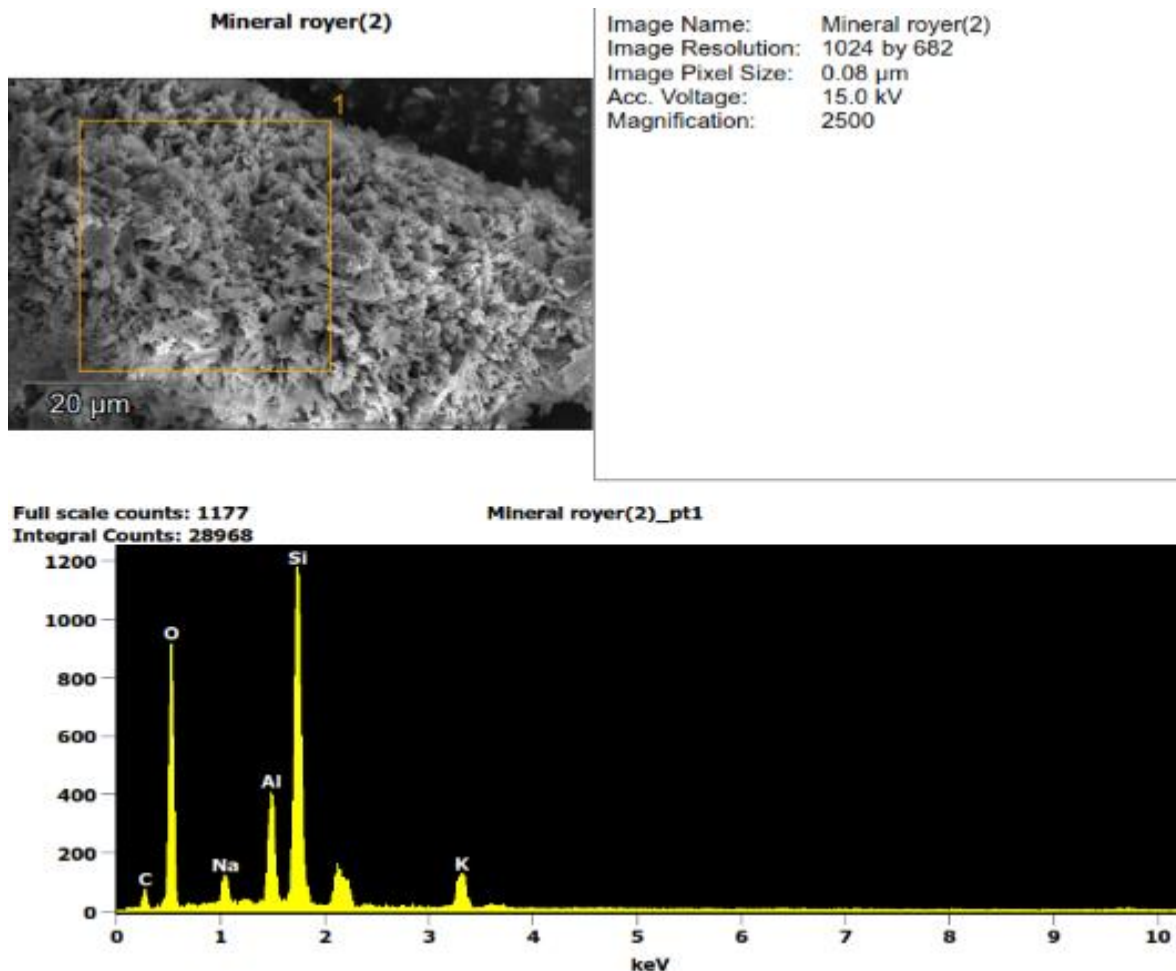 Mineral royer(2)
Image Name: Mineral royer(2)
Image Resolution: 1024 by 682
Image Pixel Size: 0.08 µm
Acc. Voltage: 15.0 kV
Magnification: 2500
1
20 µm
Full scale counts: 1177
Integral Counts: 28968
Mineral royer(2)_pt1
1200
1000
800
600
400
200
0
C
O
Na
Al
Si
K
0 1 2 3 4 5 6 7 8 9 10
keV